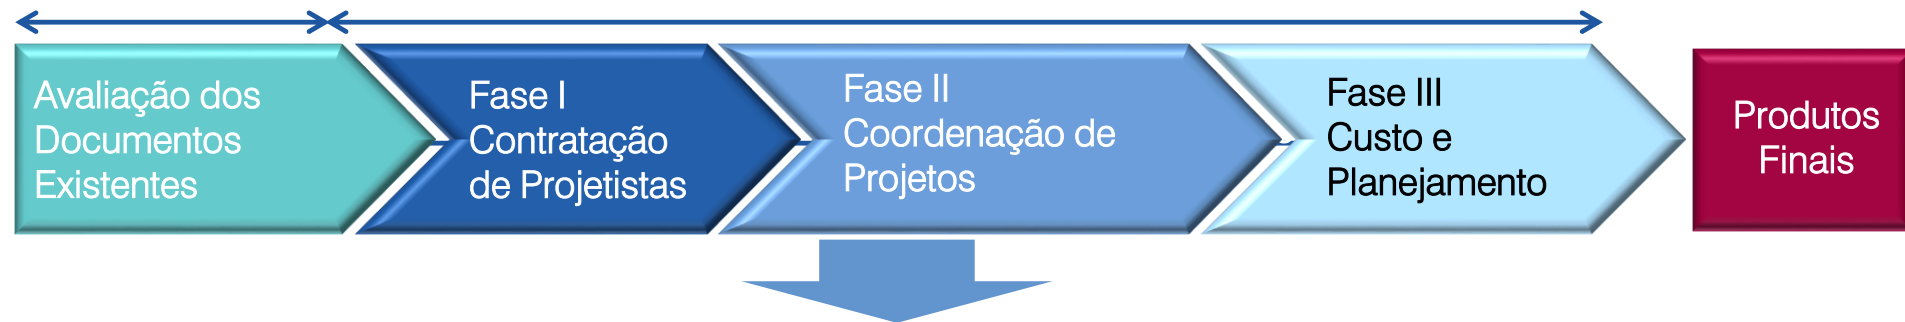 Avaliação dos
Documentos
Existentes
Fase I
Contratação
de Projetistas
Fase II
Coordenação de
Projetos
Fase III
Custo e
Planejamento
Produtos
Finais